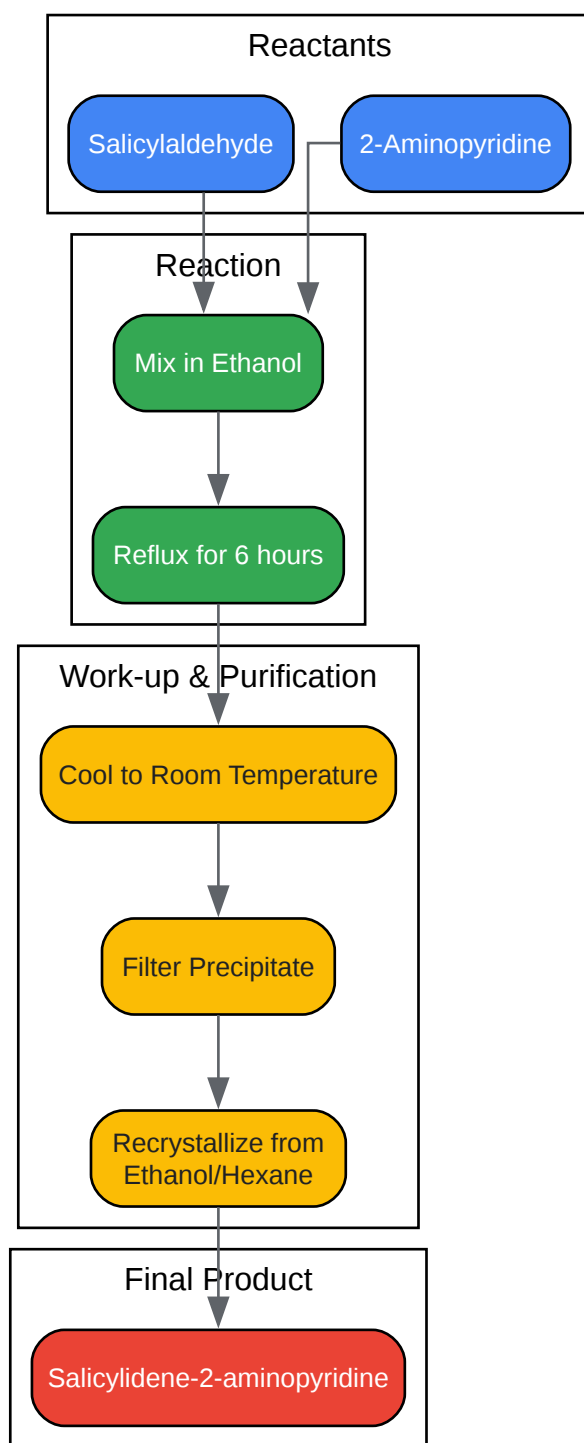 Reactants
Salicylaldehyde
2-Aminopyridine
Reaction
Mix in Ethanol
Reflux for 6 hours
Work-up & Purification
Cool to Room Temperature
Filter Precipitate
Recrystallize from
Ethanol/Hexane
Final Product
Salicylidene-2-aminopyridine